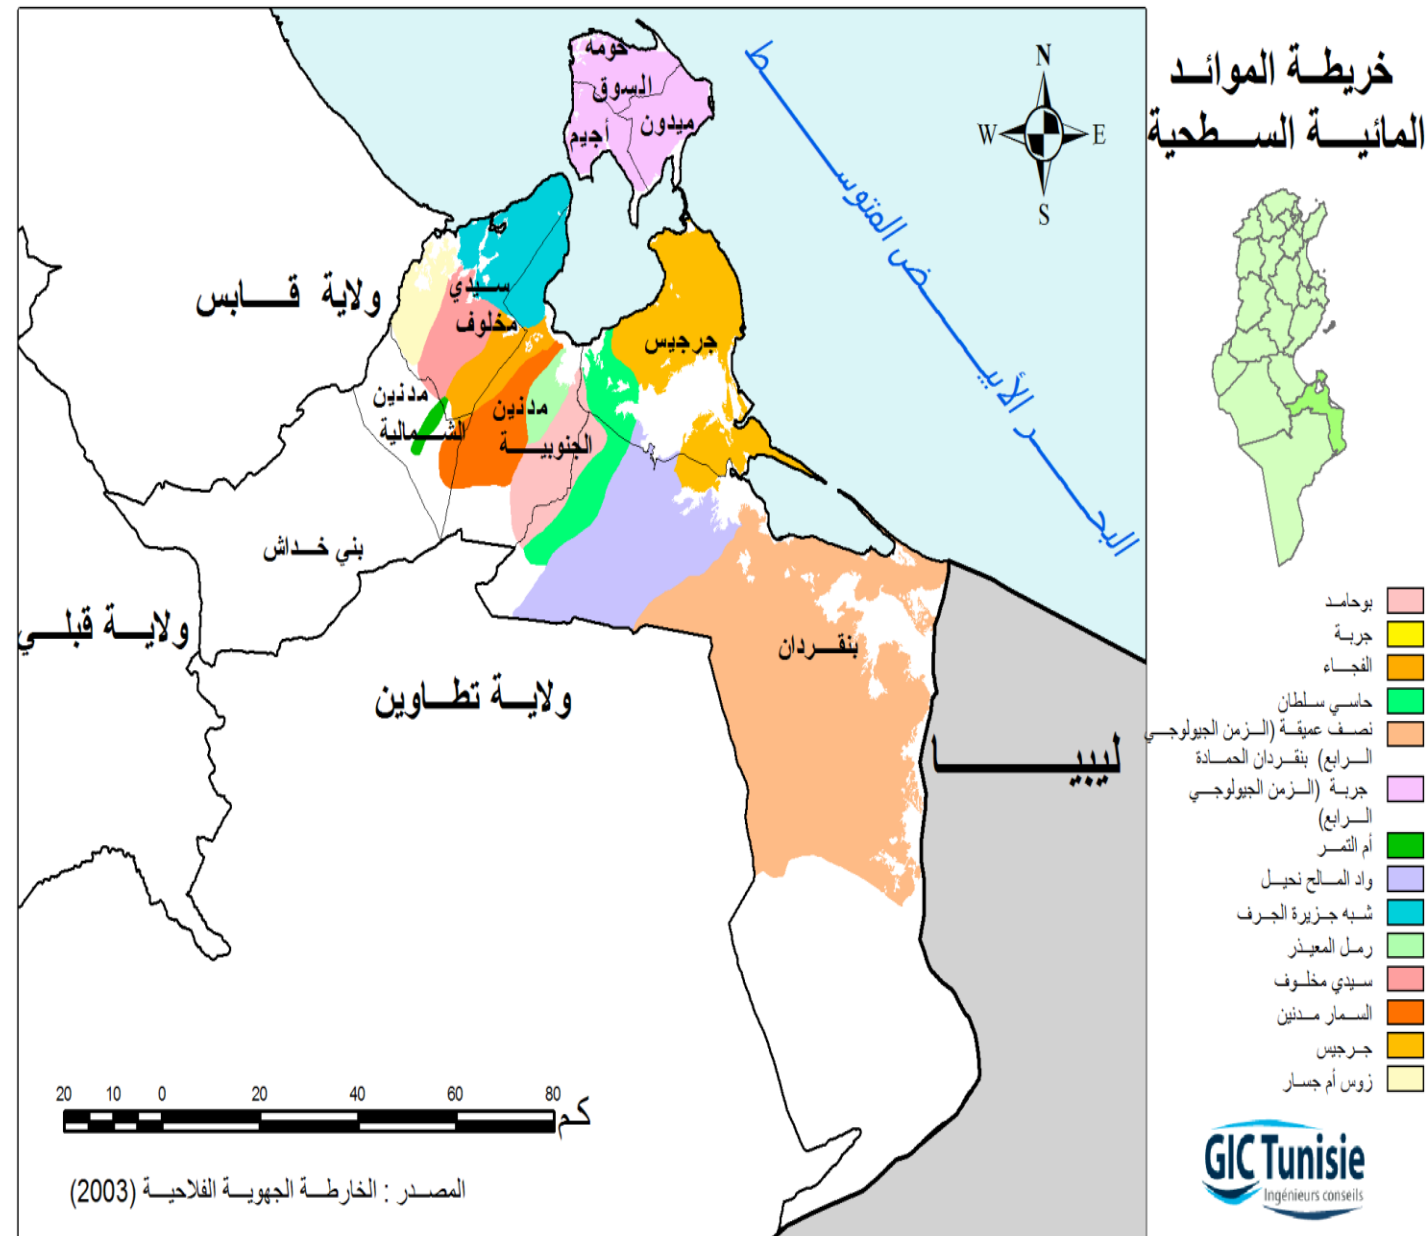 خريطة الموائد
المائية السطحية
N
W
E
S
البحر الأبيض المتوسط
حومة
السوق
ميدون
أجيم
سيدي
مخلوف
جرجيس
مدنين
الشمالية
مدنين
الجنوبية
بني خداش
بنقردان
ولاية قابس
ولاية قبلي
ولاية تطاوين
ليبيا
بوحامد
جربة
الفجاء
حاسي سلطان
نصف عميقة (الزمن الجيولوجي
الرابع) بنقردان الحمادة
جربة (الزمن الجيولوجي
الرابع)
أم التمر
واد المالح نحيل
شبه جزيرة الجرف
رمل المعيذر
سيدي مخلوف
السمار مدنين
جرجيس
زوس أم جسار
20 10 0 20 40 60 80
كم
المصدر : الخارطة الجهوية الفلاحية (2003)
GIC Tunisie
Ingénieurs conseils